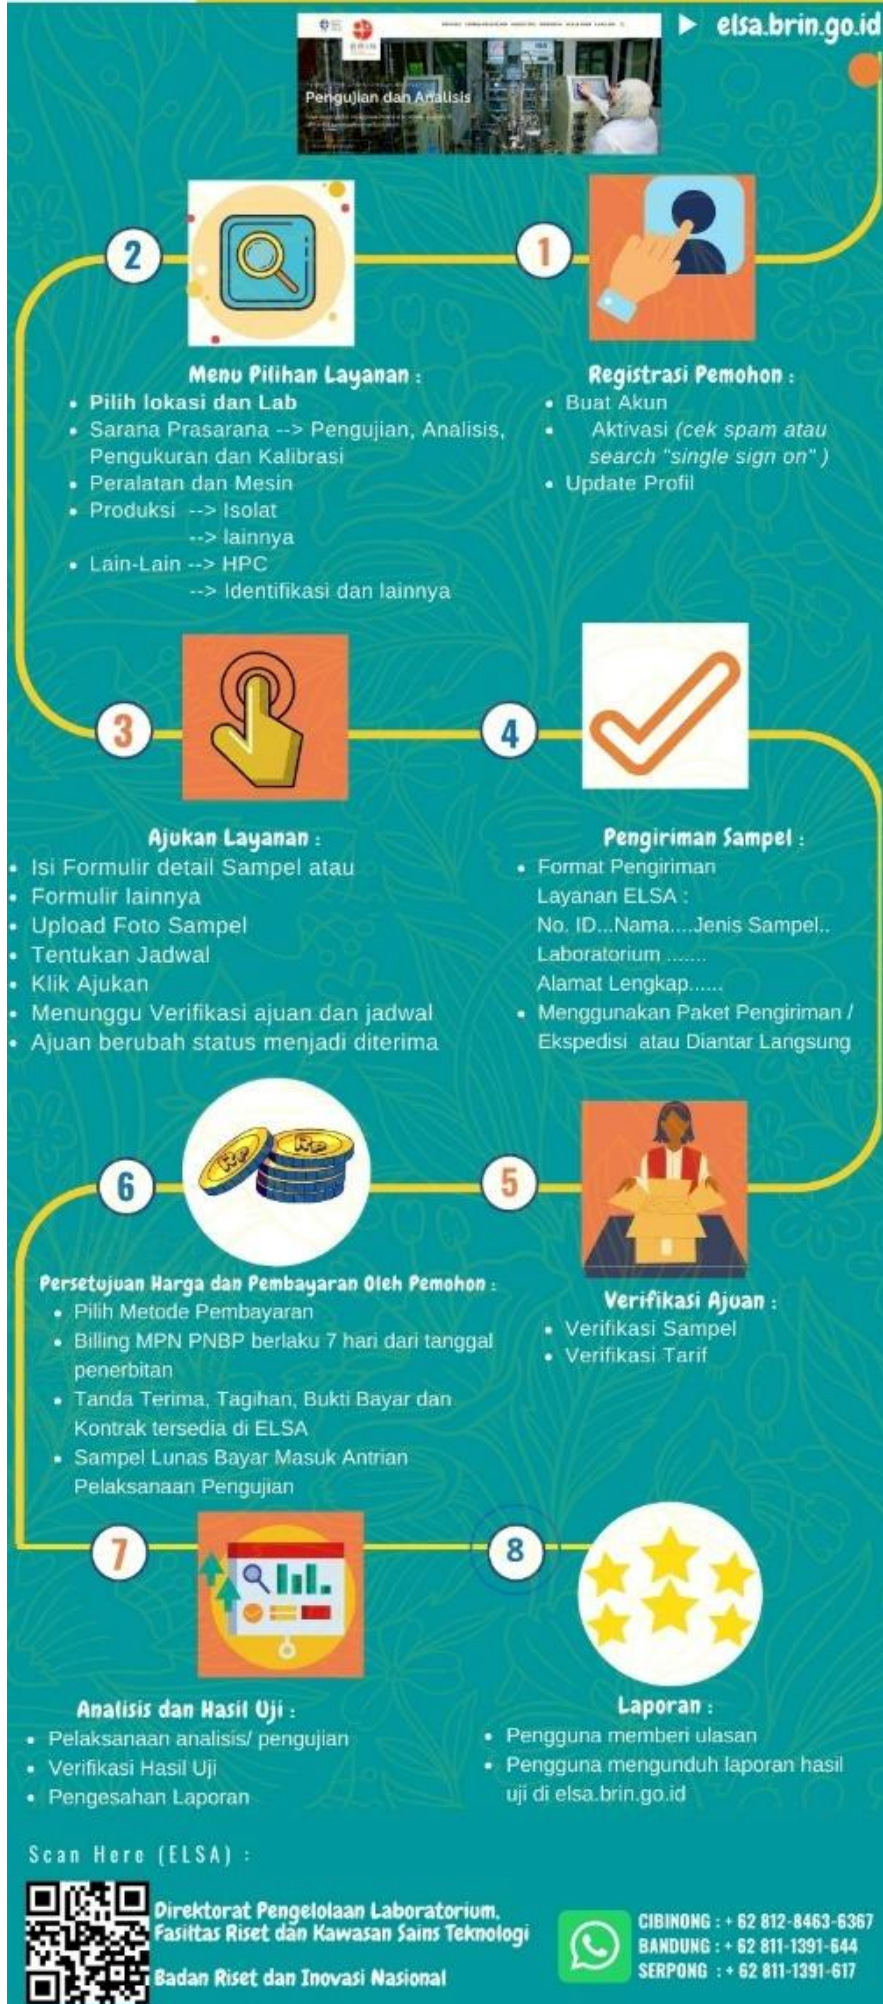 elsa.brin.go.id
BRIN
Pengujian dan Analisis
1
Registrasi Pemohon :
Buat Akun
Aktivasi (cek spam atau
search "single sign on" )
Update Profil
2
Menu Pilihan Layanan :
Pilih lokasi dan Lab
Sarana Prasarana --> Pengujian, Analisis,
Pengukuran dan Kalibrasi
Peralatan dan Mesin
Produksi --> Isolat
--> lainnya
Lain-Lain --> HPC
--> Identifikasi dan lainnya
3
Ajukan Layanan :
Isi Formulir detail Sampel atau
Formulir lainnya
Upload Foto Sampel
Tentukan Jadwal
Klik Ajukan
Menunggu Verifikasi ajuan dan jadwal
Ajuan berubah status menjadi diterima
4
Pengiriman Sampel :
Format Pengiriman
Layanan ELSA :
No. ID...Nama....Jenis Sampel..
Laboratorium .......
Alamat Lengkap......
Menggunakan Paket Pengiriman /
Ekspedisi atau Diantar Langsung
5
Verifikasi Ajuan :
Verifikasi Sampel
Verifikasi Tarif
6
Rp
Rp
Persetujuan Harga dan Pembayaran Oleh Pemohon :
Pilih Metode Pembayaran
Billing MPN PNBP berlaku 7 hari dari tanggal
penerbitan
Tanda Terima, Tagihan, Bukti Bayar dan
Kontrak tersedia di ELSA
Sampel Lunas Bayar Masuk Antrian
Pelaksanaan Pengujian
7
Analisis dan Hasil Uji :
Pelaksanaan analisis/ pengujian
Verifikasi Hasil Uji
Pengesahan Laporan
8
Laporan :
Pengguna memberi ulasan
Pengguna mengunduh laporan hasil
uji di elsa.brin.go.id
Scan Here (ELSA) :
Direktorat Pengelolaan Laboratorium,
Fasiltas Riset dan Kawasan Sains Teknologi
Badan Riset dan Inovasi Nasional
CIBINONG : + 62 812-8463-6367
BANDUNG : + 62 811-1391-644
SERPONG : + 62 811-1391-617